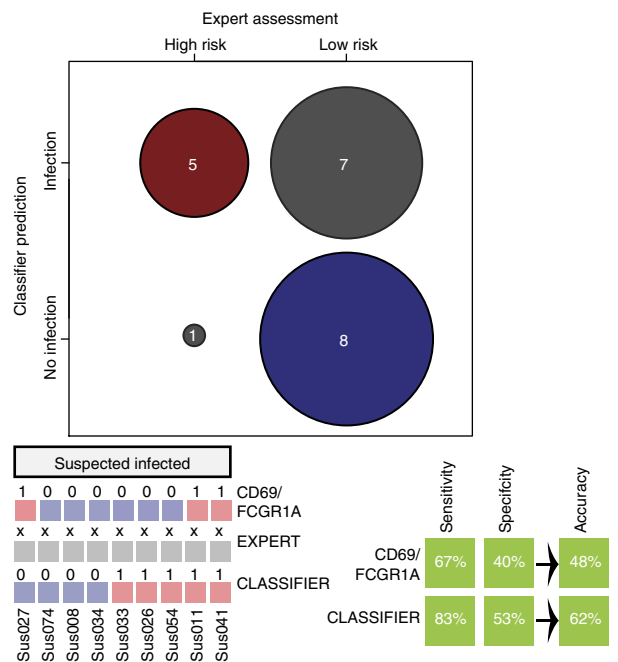 Expert assessment
High risk Low risk
Classifier prediction
Infection
No infection
5 7
1 8
Suspected infected
1 0 0 0 0 0 0 1 1 CD69/
FCGR1A
x x x x x x x x x EXPERT
0 0 0 0 1 1 1 1 1 CLASSIFIER
Sus027 Sus074 Sus008 Sus034 Sus033 Sus026 Sus054 Sus011 Sus041
Sensitivity Specifcity Accuracy
CD69/
FCGR1A 67% 40% 48%
CLASSIFIER 83% 53% 62%